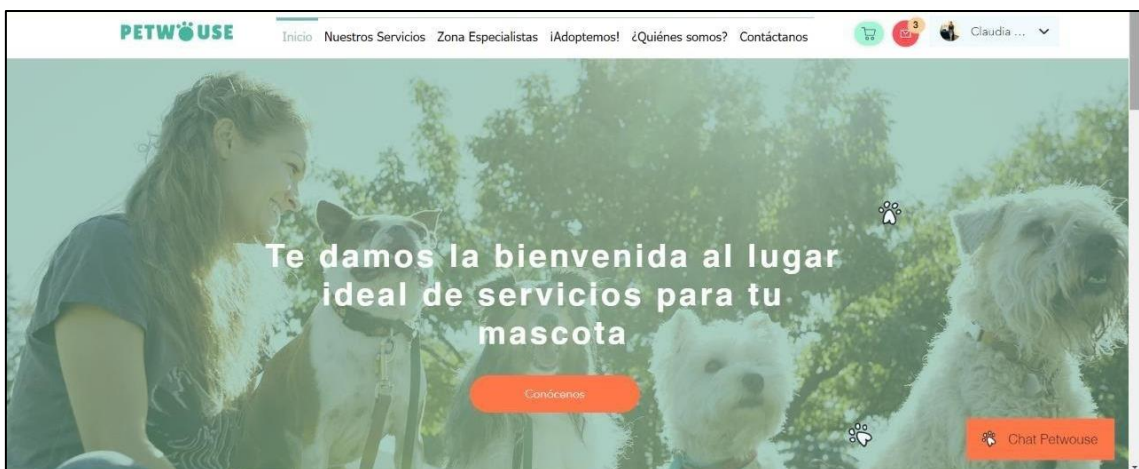 PETWOUSE
Inicio Nuestros Servicios Zona Especialistas ¡Adoptemos! ¿Quiénes somos? Contáctanos
3
Claudia ...
Te damos la bienvenida al lugar
ideal de servicios para tu
mascota
Conócenos
Chat Petwouse